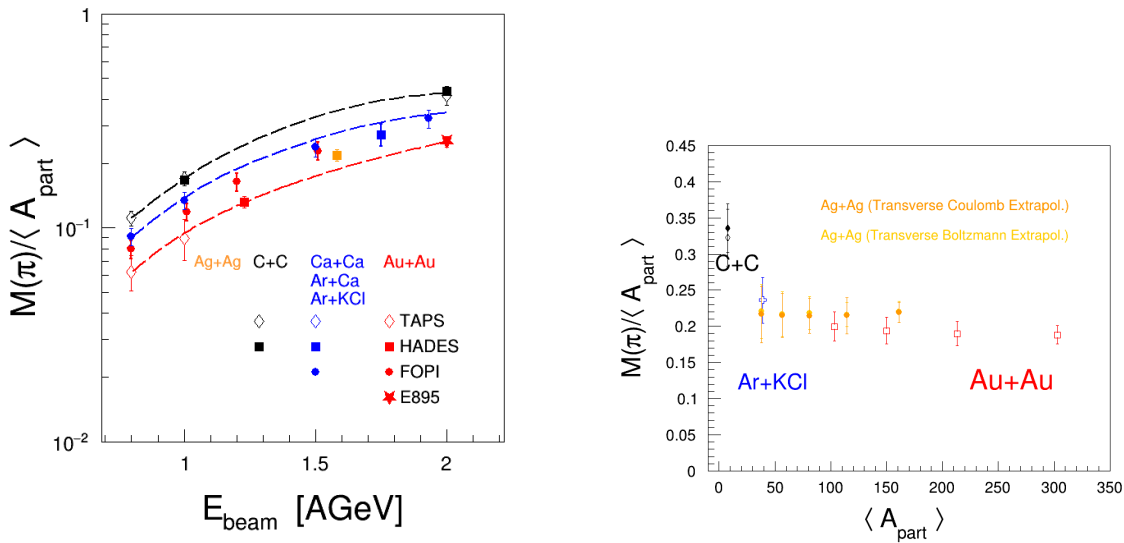 M(π)/⟨ A_part ⟩
1
10⁻¹
10⁻²
Ag+Ag C+C Ca+Ca Au+Au
Ar+Ca
Ar+KCl
TAPS
HADES
FOPI
E895
1 1.5 2
E_beam [AGeV]
M(π)/⟨ A_part ⟩
0.45
0.4
0.35
0.3
0.25
0.2
0.15
0.1
0.05
0
Ag+Ag (Transverse Coulomb Extrapol.)
Ag+Ag (Transverse Boltzmann Extrapol.)
C+C
Ar+KCl Au+Au
0 50 100 150 200 250 300 350
⟨ A_part ⟩